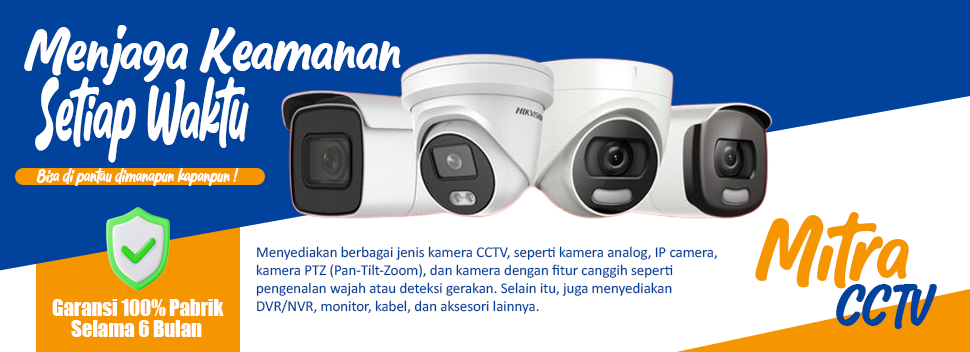 Menjaga Keamanan
Setiap Waktu
Bisa di pantau dimanapun kapanpun !
HIKVISION
Menyediakan berbagai jenis kamera CCTV, seperti kamera analog, IP camera,
kamera PTZ (Pan-Tilt-Zoom), dan kamera dengan fitur canggih seperti
pengenalan wajah atau deteksi gerakan. Selain itu, juga menyediakan
DVR/NVR, monitor, kabel, dan aksesori lainnya.
Garansi 100% Pabrik
Selama 6 Bulan
Mitra
CCTV